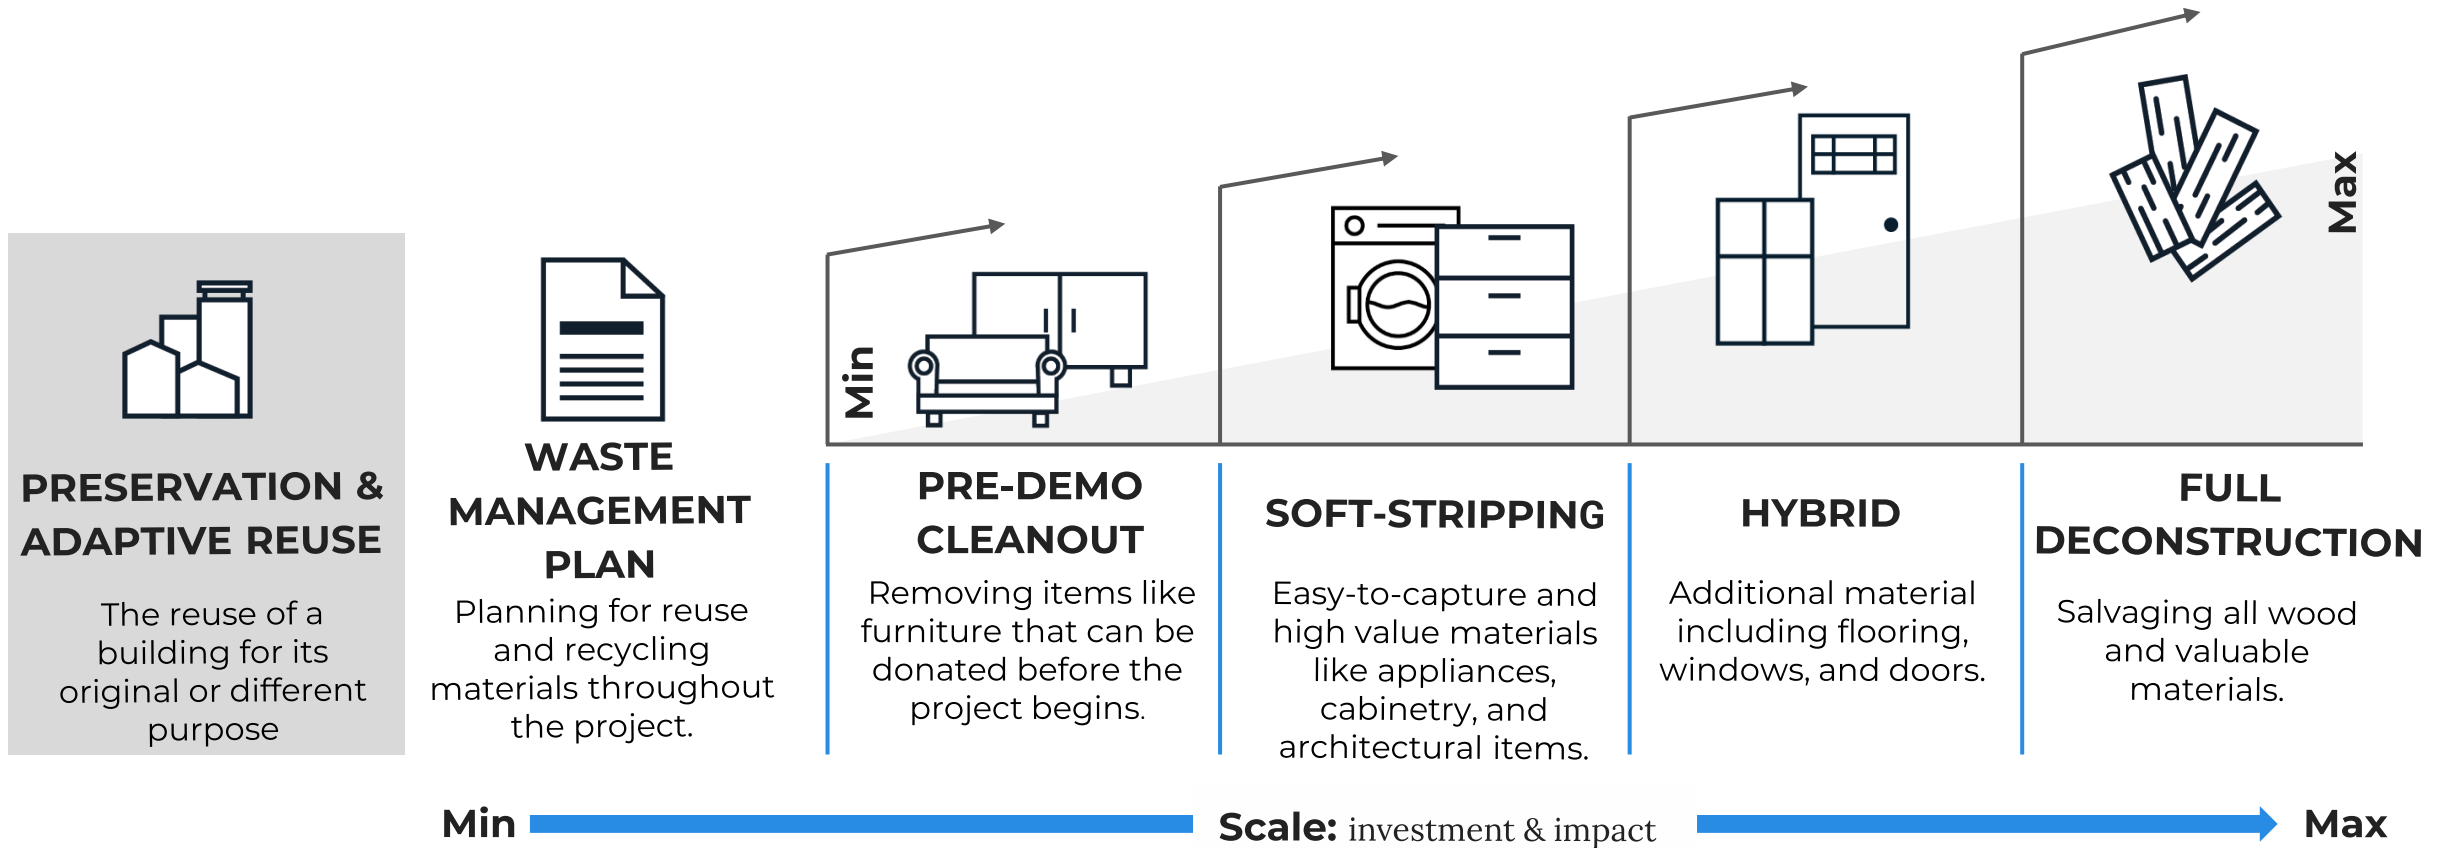 PRESERVATION &
ADAPTIVE REUSE
The reuse of a
building for its
original or different
purpose
WASTE
MANAGEMENT
PLAN
Planning for reuse
and recycling
materials throughout
the project.
Min
PRE-DEMO
CLEANOUT
Removing items like
furniture that can be
donated before the
project begins.
SOFT-STRIPPING
Easy-to-capture and
high value materials
like appliances,
cabinetry, and
architectural items.
HYBRID
Additional material
including flooring,
windows, and doors.
Max
FULL
DECONSTRUCTION
Salvaging all wood
and valuable
materials.
Min
Scale: investment & impact
Max